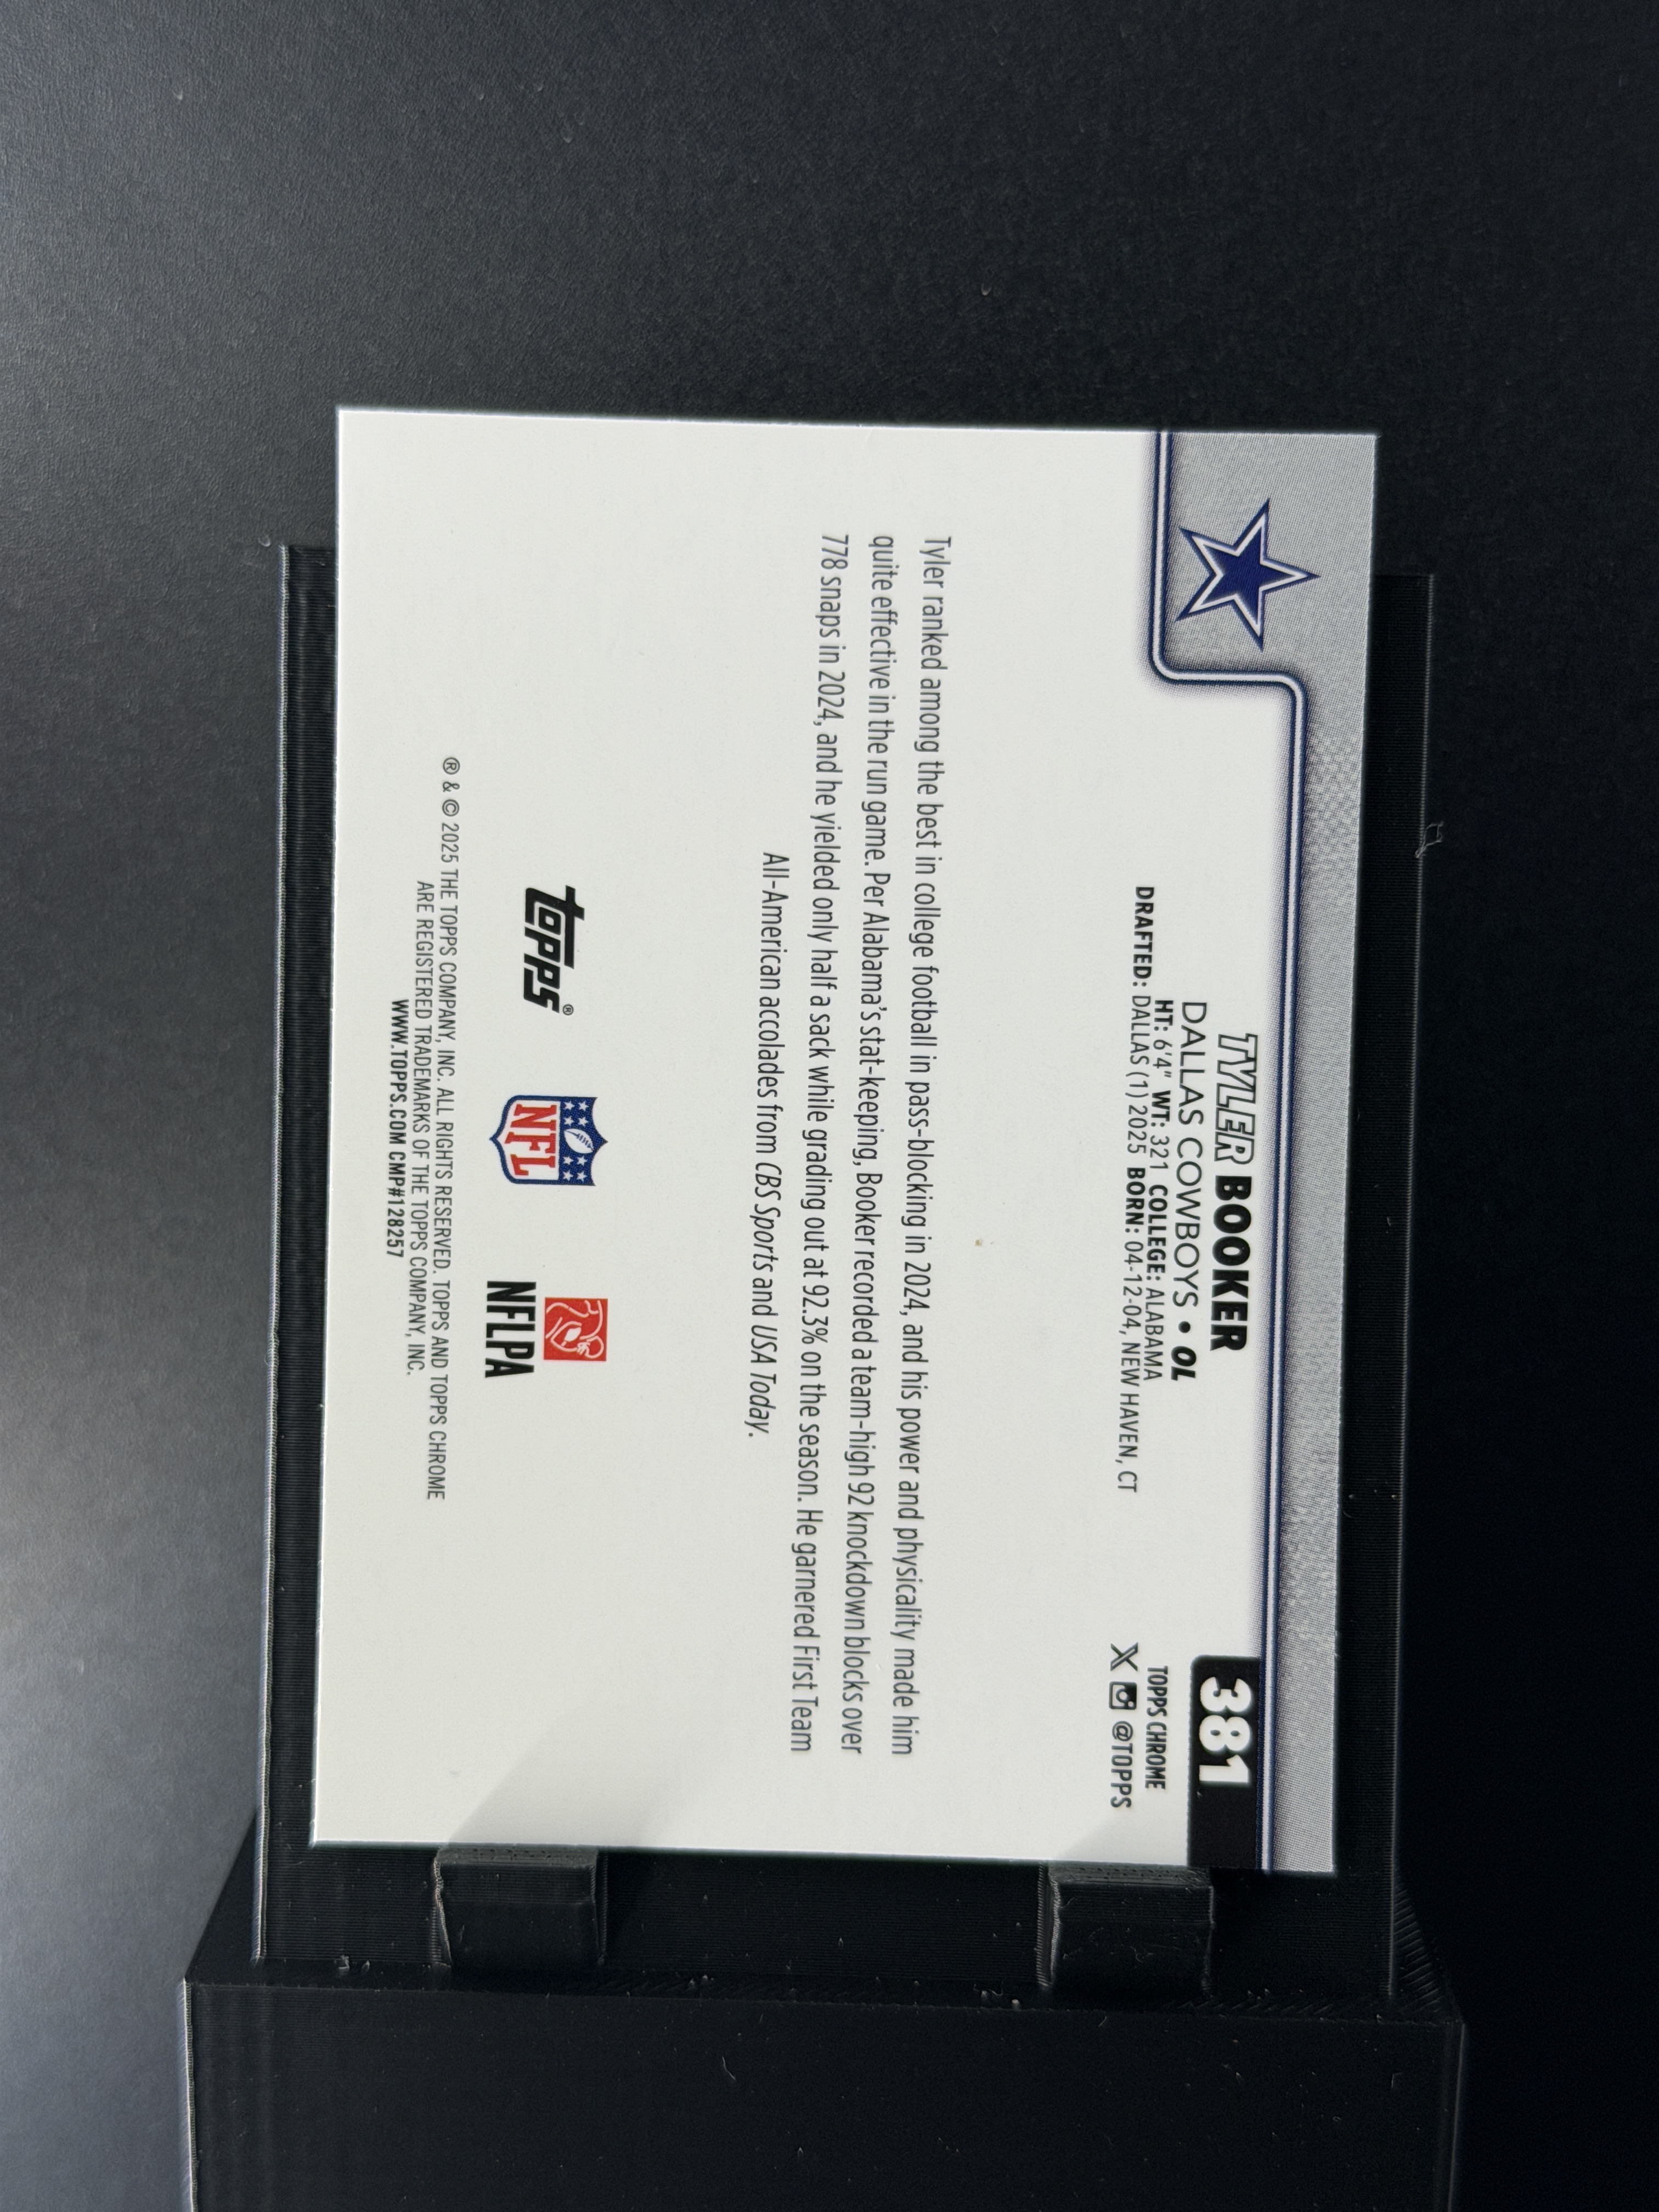 TYLER BOOKER
DALLAS COWBOYS • OL
HT: 6'4" WT: 321 COLLEGE: ALABAMA
DRAFTED: DALLAS (1) 2025 BORN: 04-12-04, NEW HAVEN, CT
381
TOPPS CHROME
X @TOPPS
Tyler ranked among the best in college football in pass-blocking in 2024, and his power and physicality made him
quite effective in the run game. Per Alabama's stat-keeping, Booker recorded a team-high 92 knockdown blocks over
778 snaps in 2024, and he yielded only half a sack while grading out at 92.3% on the season. He garnered First Team
All-American accolades from CBS Sports and USA Today.
topps®
NFL
NFLPA
® & © 2025 THE TOPPS COMPANY, INC. ALL RIGHTS RESERVED. TOPPS AND TOPPS CHROME
ARE REGISTERED TRADEMARKS OF THE TOPPS COMPANY, INC.
WWW.TOPPS.COM CMP#128257